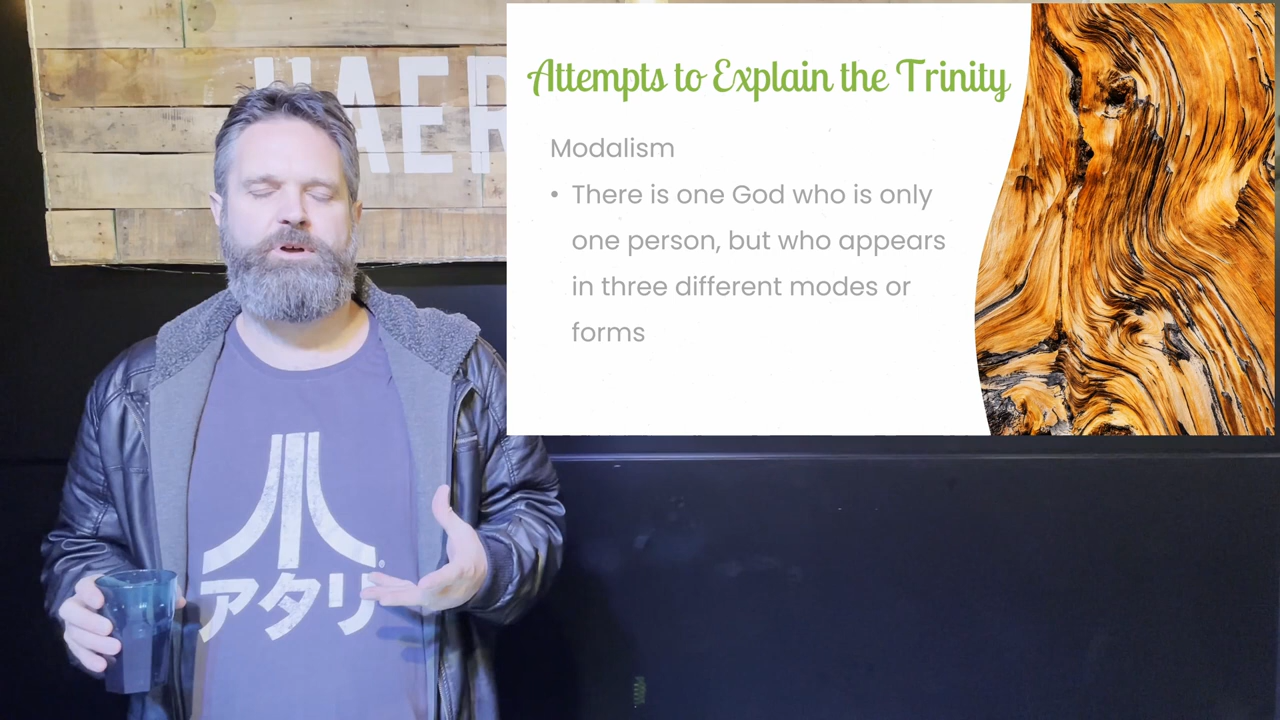 HAER
Attempts to Explain the Trinity
Modalism
• There is one God who is only
one person, but who appears
in three different modes or
forms
アタリ